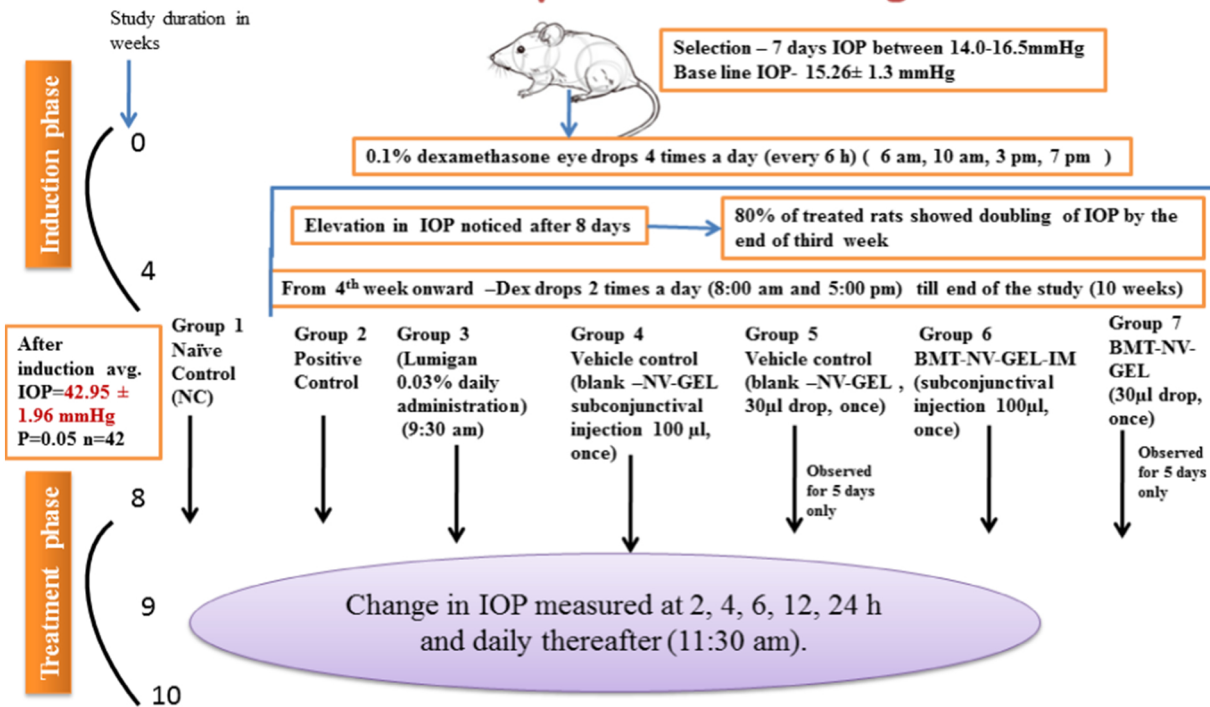 Study duration in
weeks
Selection – 7 days IOP between 14.0-16.5mmHg
Base line IOP- 15.26± 1.3 mmHg
Induction phase
0
4
0.1% dexamethasone eye drops 4 times a day (every 6 h) ( 6 am, 10 am, 3 pm, 7 pm )
Elevation in IOP noticed after 8 days
80% of treated rats showed doubling of IOP by the
end of third week
From 4th week onward –Dex drops 2 times a day (8:00 am and 5:00 pm) till end of the study (10 weeks)
After
induction avg.
IOP=42.95 ±
1.96 mmHg
P=0.05 n=42
Group 1
Naïve
Control
(NC)
Group 2
Positive
Control
Group 3
(Lumigan
0.03% daily
administration)
(9:30 am)
Group 4
Vehicle control
(blank –NV-GEL
subconjunctival
injection 100 µl,
once)
Group 5
Vehicle control
(blank –NV-GEL ,
30µl drop, once)
Observed
for 5 days
only
Group 6
BMT-NV-GEL-IM
(subconjuntival
injection 100µl,
once)
Group 7
BMT-NV-
GEL
(30µl drop,
once)
Observed
for 5 days
only
Treatment phase
8
9
10
Change in IOP measured at 2, 4, 6, 12, 24 h
and daily thereafter (11:30 am).